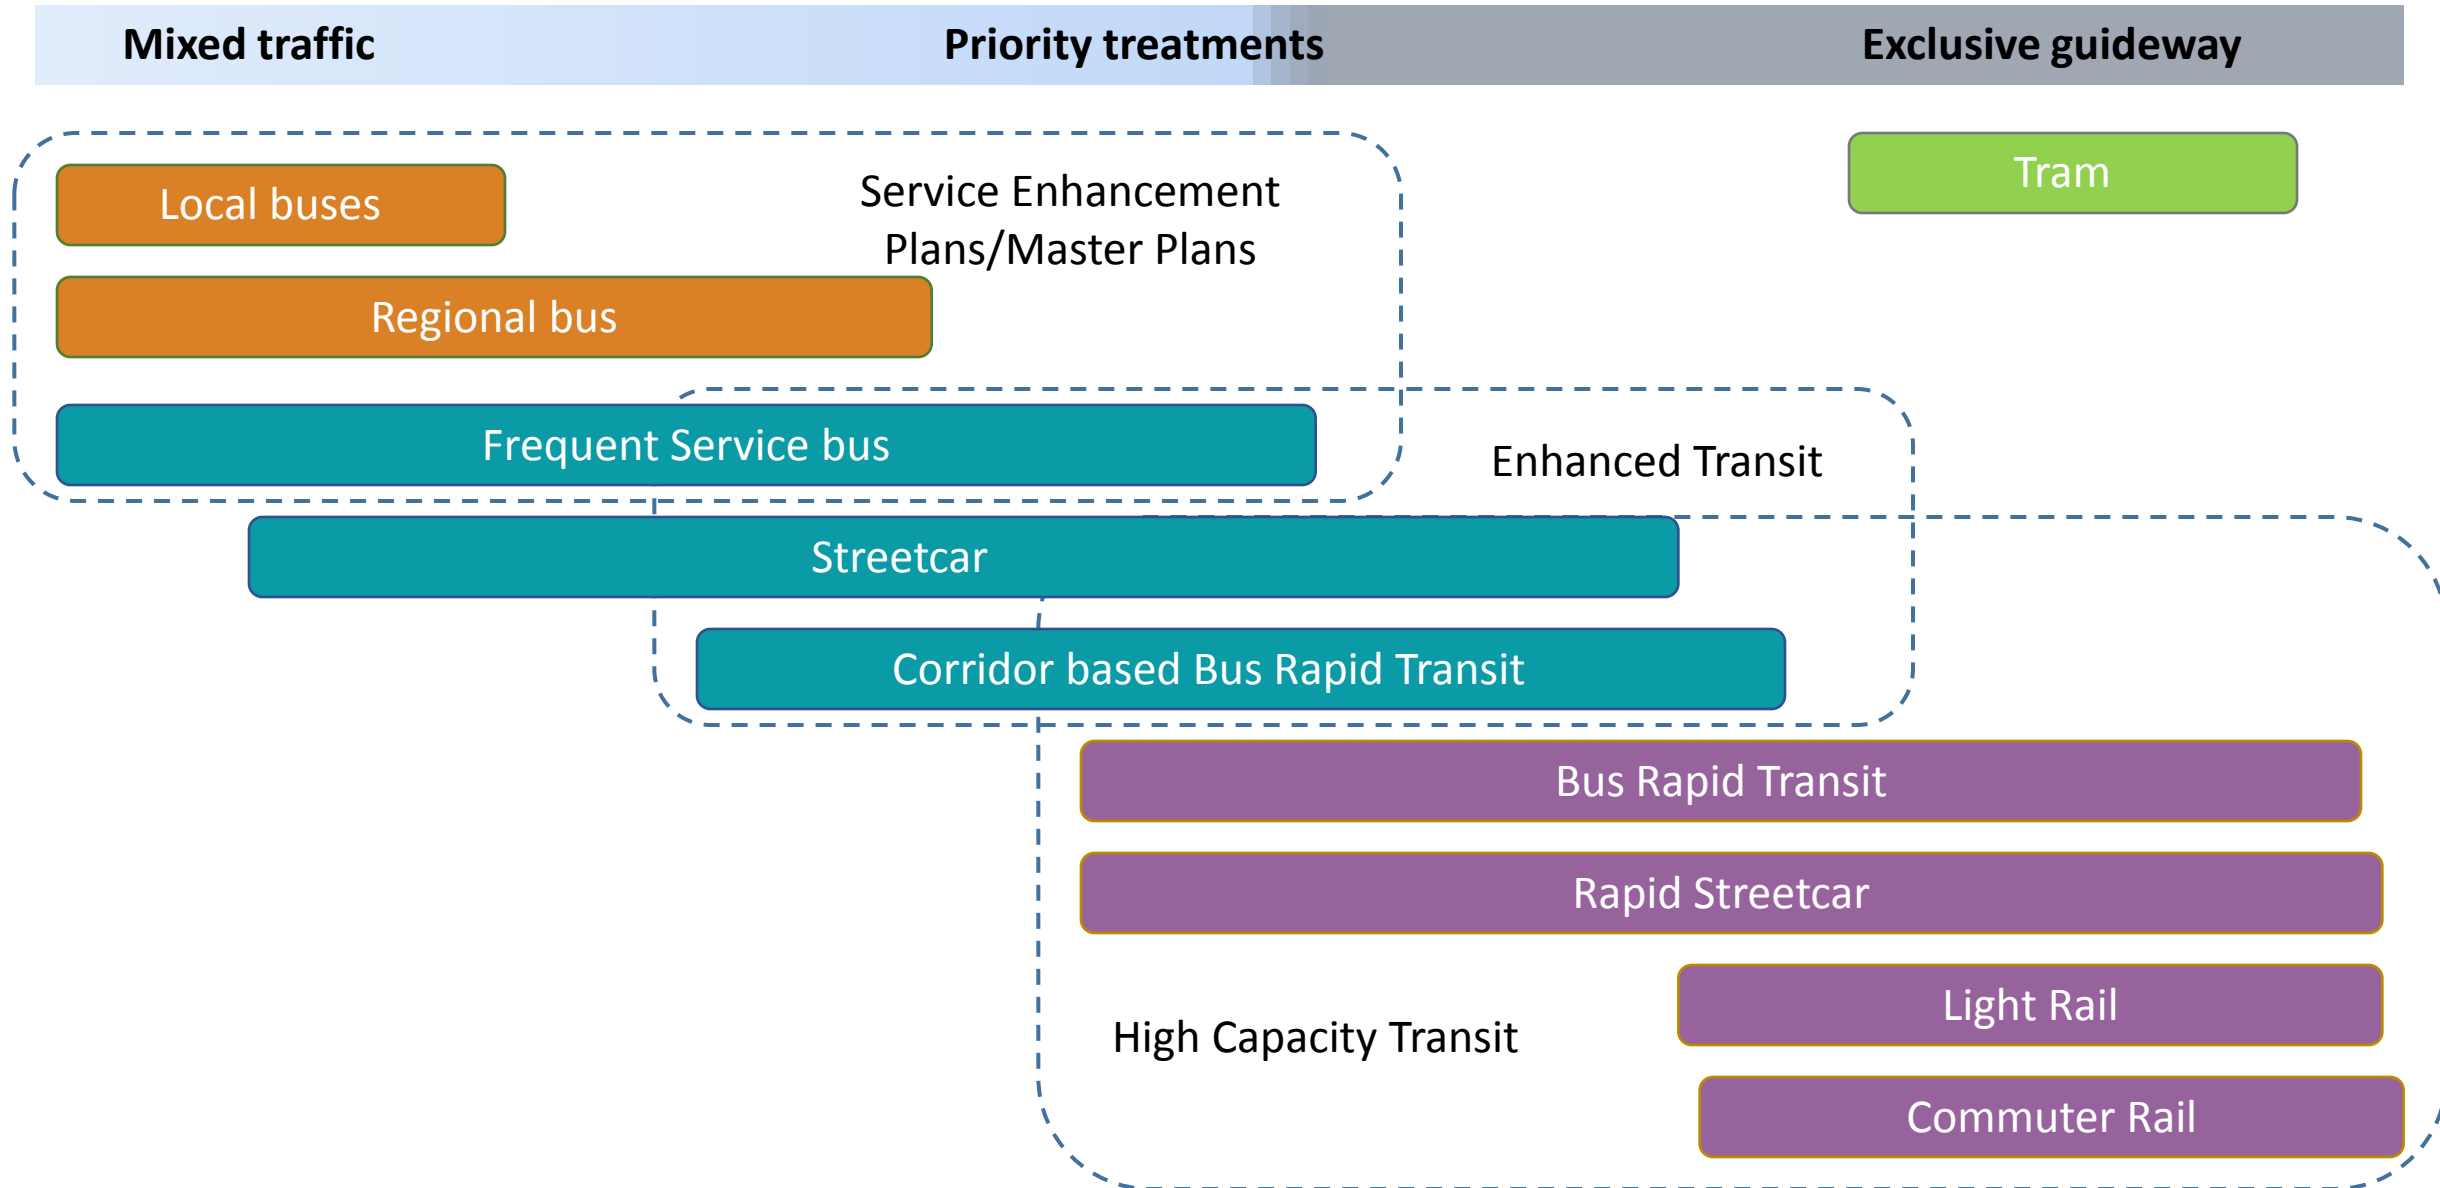 Mixed traffic
Priority treatments
Exclusive guideway
Local buses
Service Enhancement
Plans/Master Plans
Tram
Regional bus
Frequent Service bus
Enhanced Transit
Streetcar
Corridor based Bus Rapid Transit
Bus Rapid Transit
Rapid Streetcar
Light Rail
High Capacity Transit
Commuter Rail